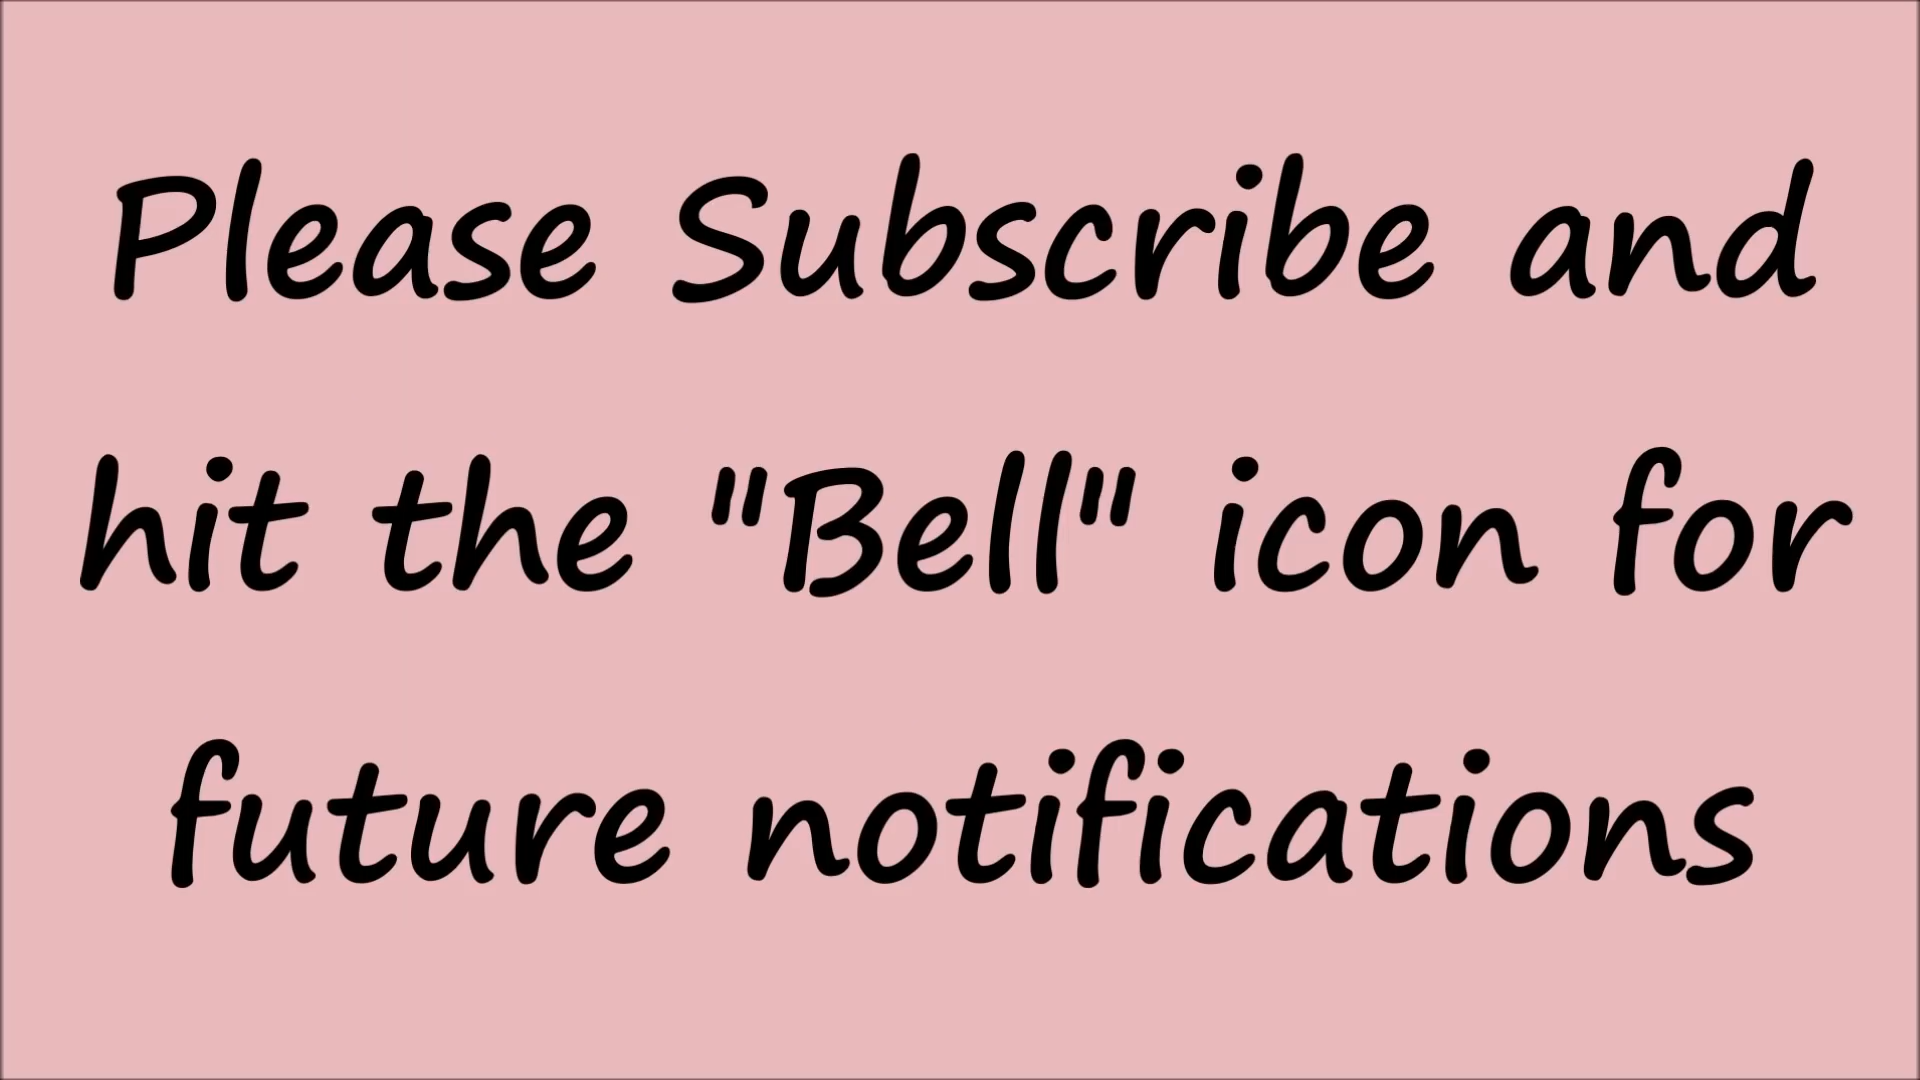 Please Subscribe and
hit the "Bell" icon for
future notifications